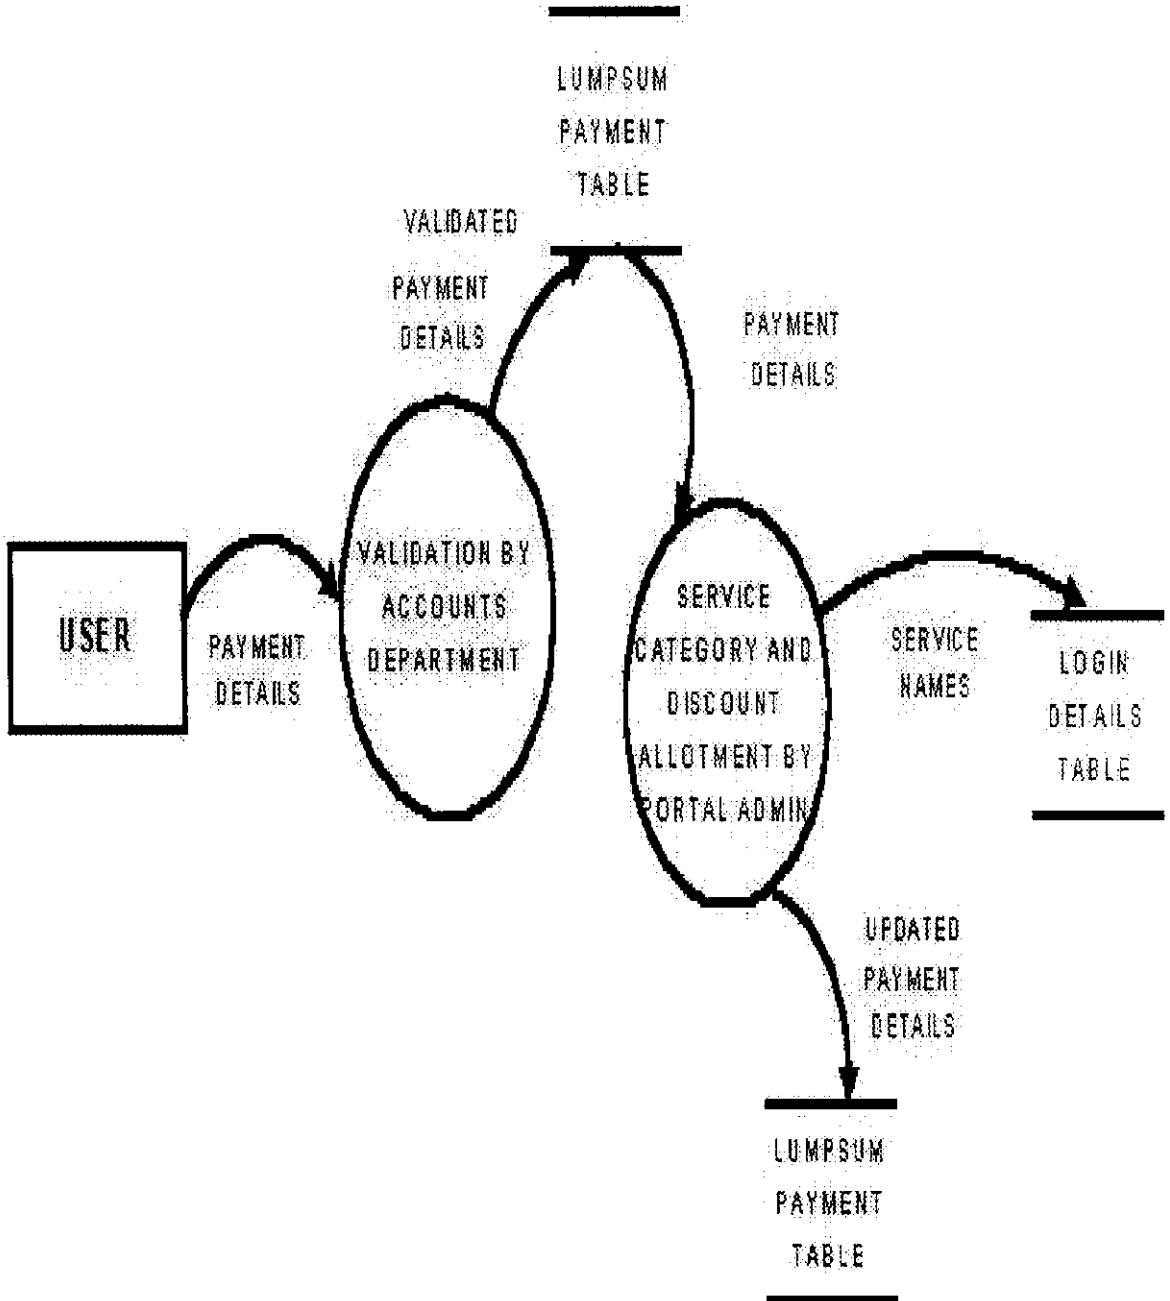 LUMPSUM
PAYMENT
TABLE
VALIDATED
PAYMENT
DETAILS
PAYMENT
DETAILS
USER
PAYMENT
DETAILS
VALIDATION BY
ACCOUNTS
DEPARTMENT
SERVICE
CATEGORY AND
DISCOUNT
ALLOTMENT BY
PORTAL ADMIN
SERVICE
NAMES
LOGIN
DETAILS
TABLE
UPDATED
PAYMENT
DETAILS
LUMPSUM
PAYMENT
TABLE